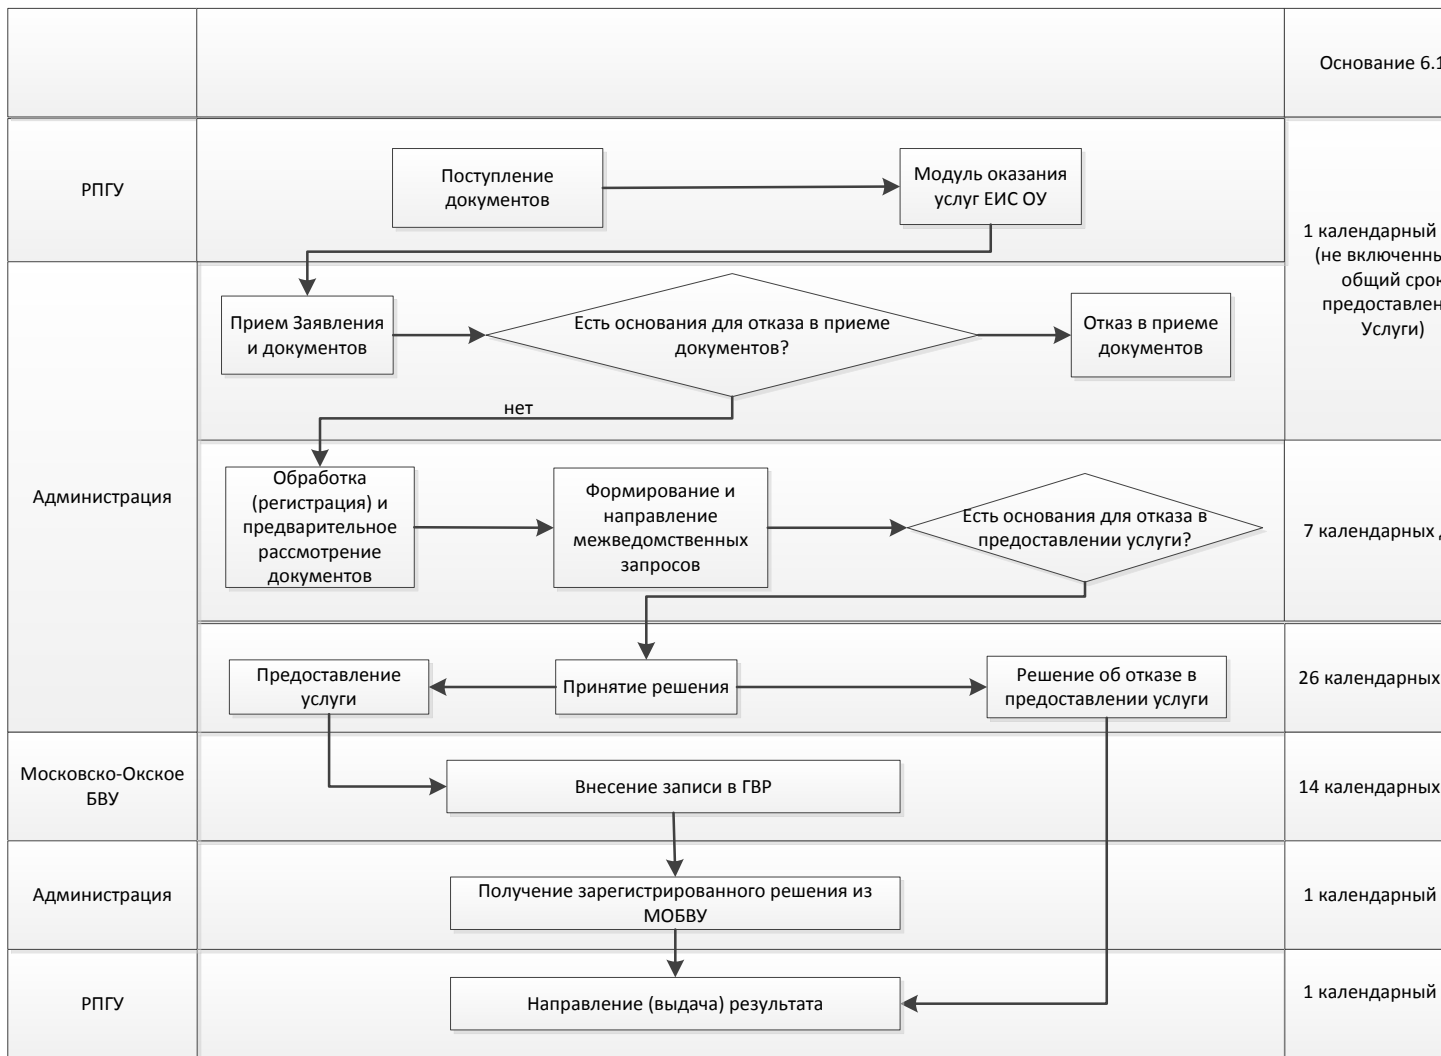 Основание 6.1
РПГУ
Поступление
документов
Модуль оказания
услуг ЕИС ОУ
1 календарный
(не включенны
общий срок
предоставлен
Услуги)
Администрация
Прием Заявления
и документов
Есть основания для отказа в приеме
документов?
Отказ в приеме
документов
нет
Обработка
(регистрация) и
предварительное
рассмотрение
документов
Формирование и
направление
межведомственных
запросов
Есть основания для отказа в
предоставлении услуги?
7 календарных
Предоставление
услуги
Принятие решения
Решение об отказе в
предоставлении услуги
26 календарных
Московско-Окское
БВУ
Внесение записи в ГВР
14 календарных
Администрация
Получение зарегистрированного решения из
МОБВУ
1 календарный
РПГУ
Направление (выдача) результата
1 календарный